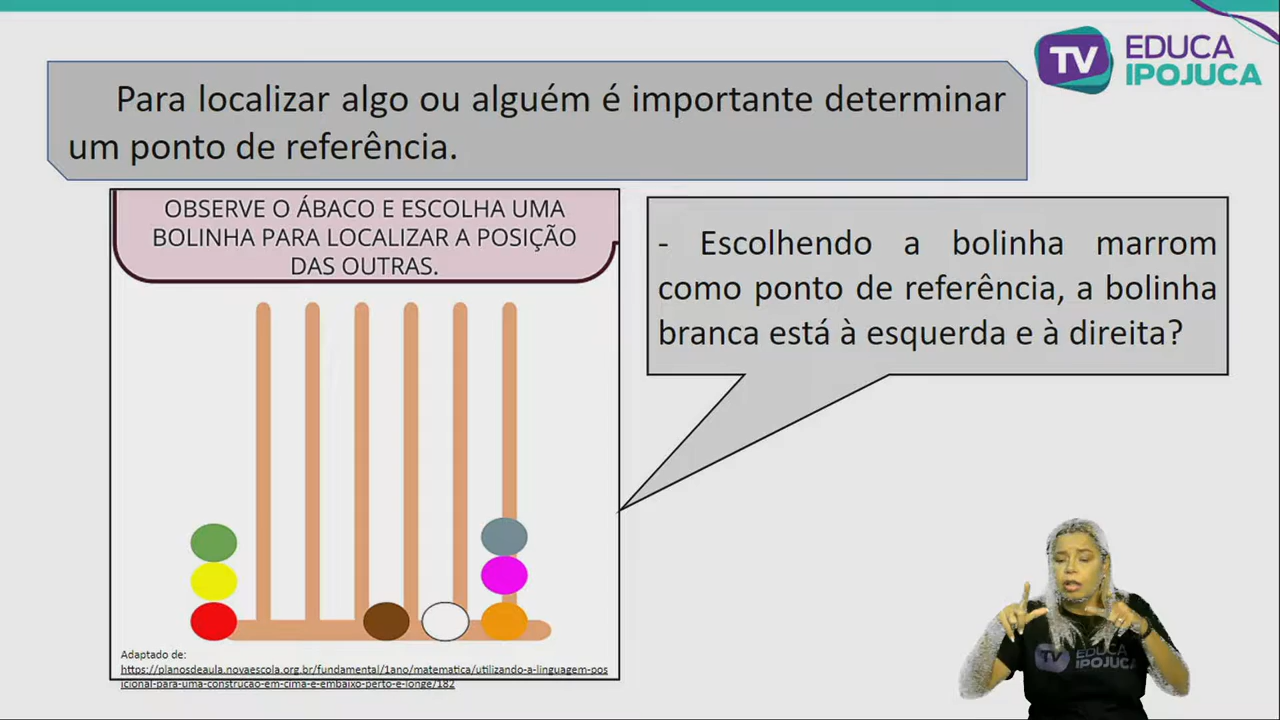 TV EDUCA
IPOJUCA
Para localizar algo ou alguém é importante determinar
um ponto de referência.
OBSERVE O ÁBACO E ESCOLHA UMA
BOLINHA PARA LOCALIZAR A POSIÇÃO
DAS OUTRAS.
- Escolhendo a bolinha marrom
como ponto de referência, a bolinha
branca está à esquerda e à direita?
Adaptado de:
https://planosdeaula.novaescola.org.br/fundamental/1ano/matematica/utilizando-a-linguagem-pos
icional-para-uma-construcao-em-cima-e-embaixo-perto-e-longe/182
TV EDUCA
IPOJUCA